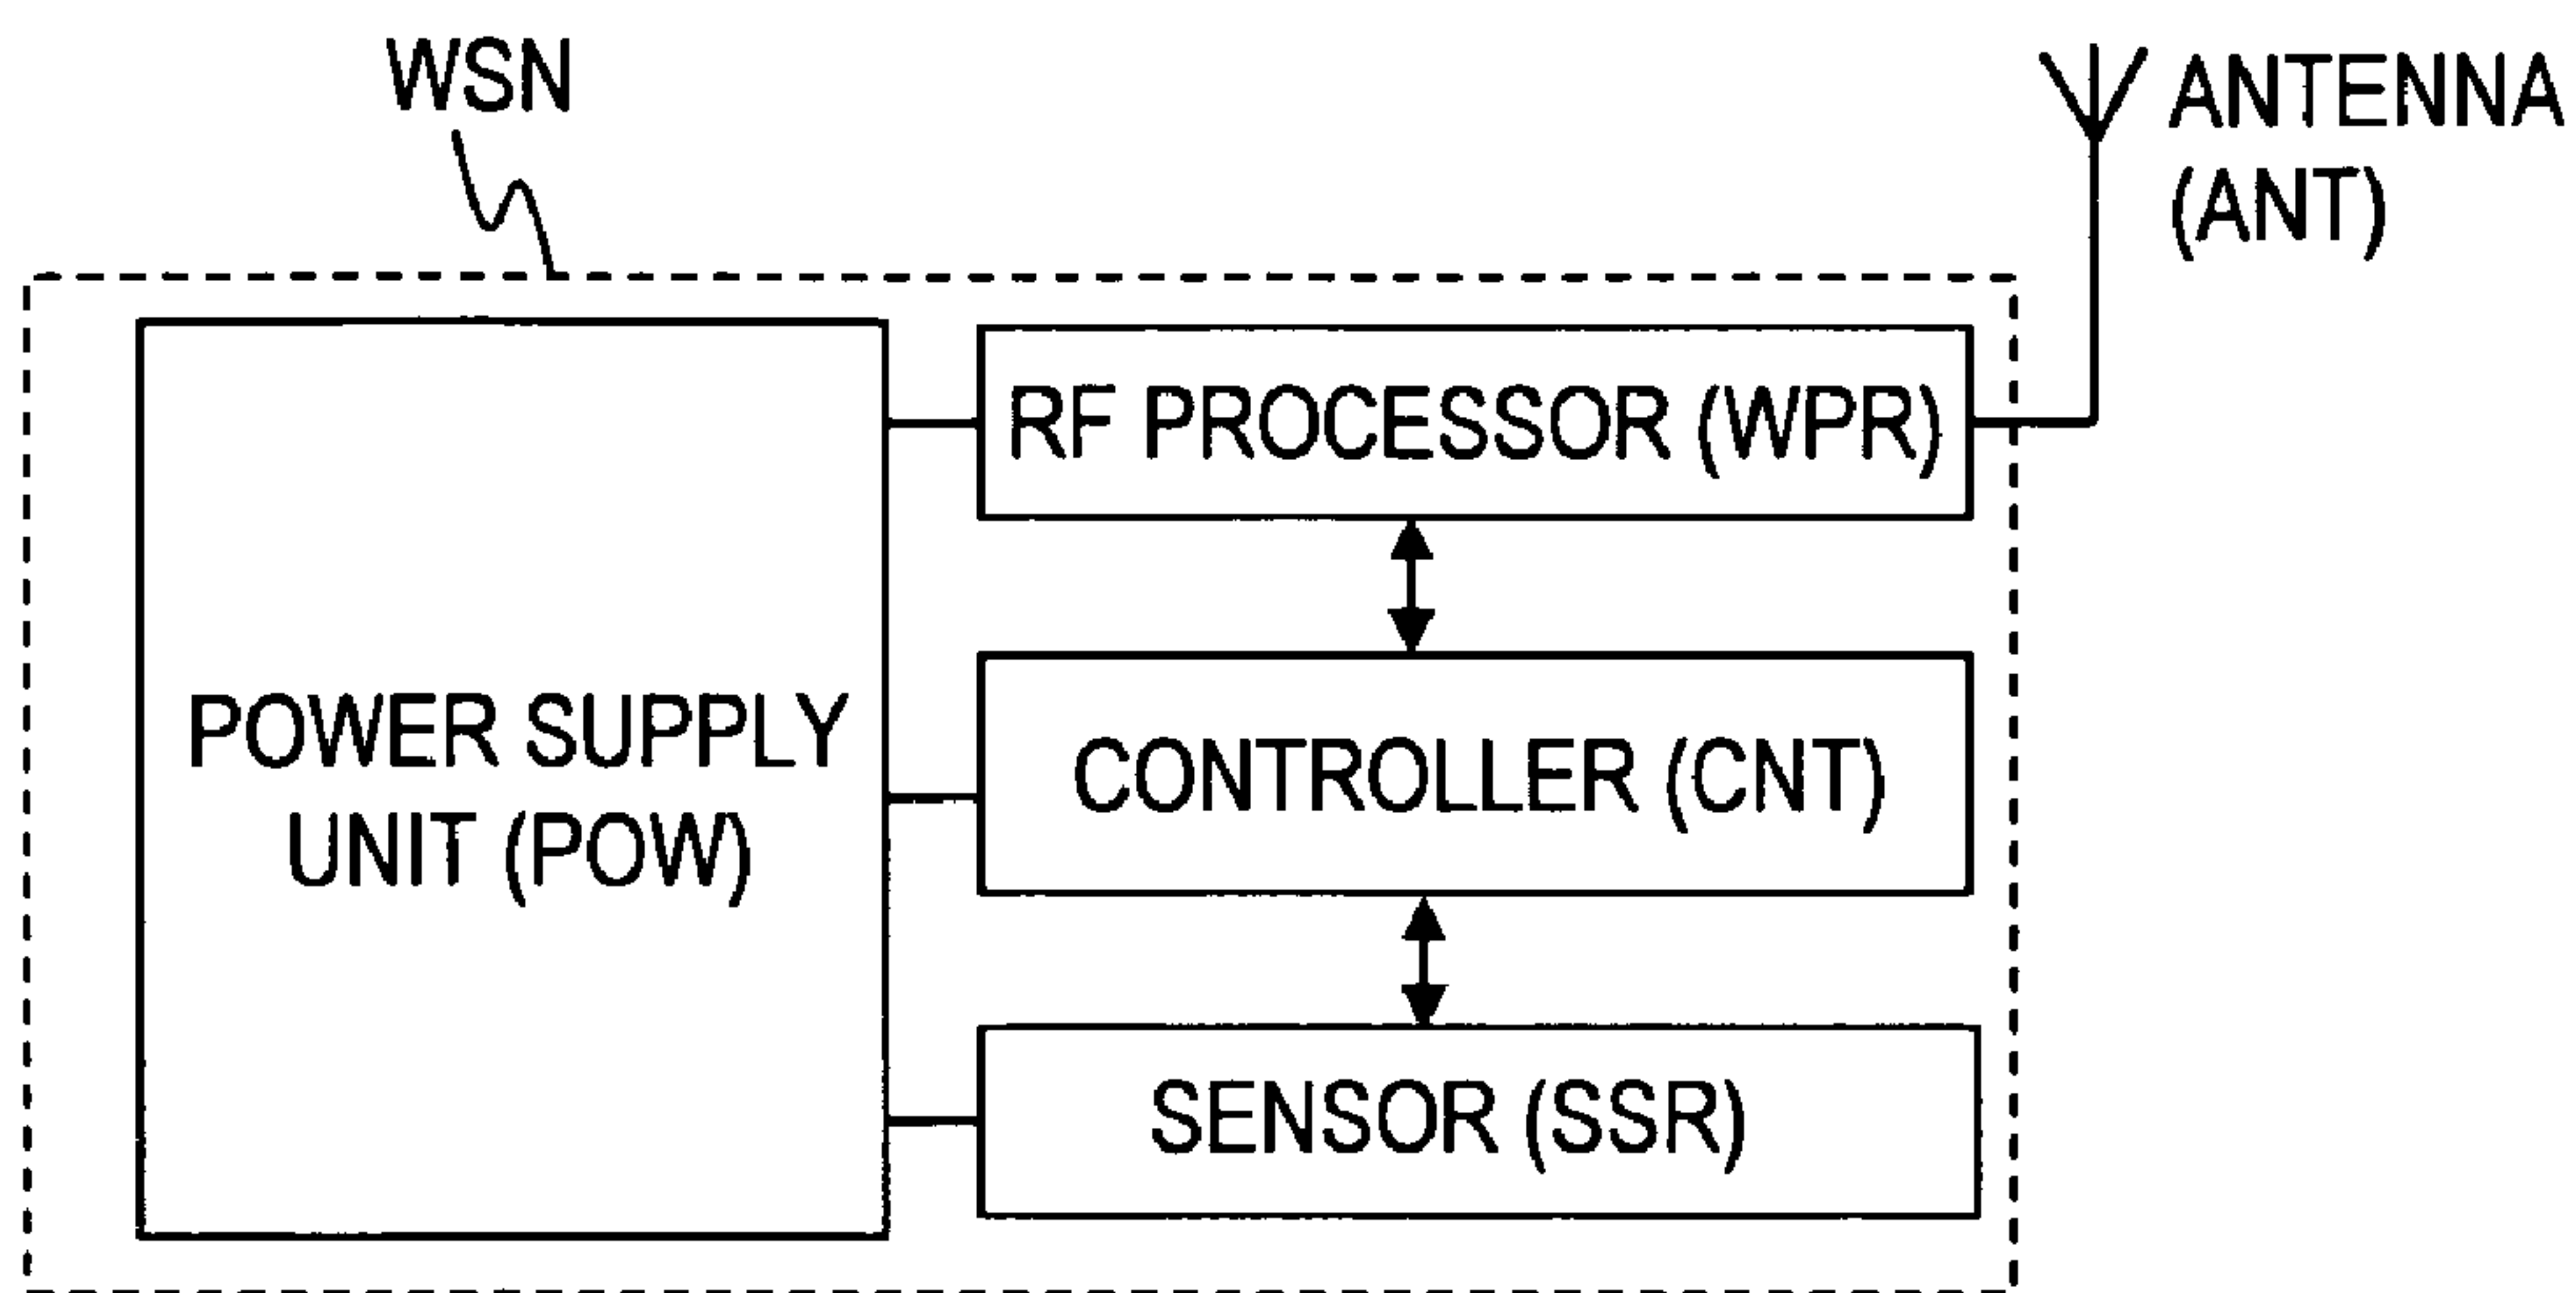 WSN
ANTENNA
(ANT)
RF PROCESSOR (WPR)
POWER SUPPLY
UNIT (POW)
CONTROLLER (CNT)
SENSOR (SSR)